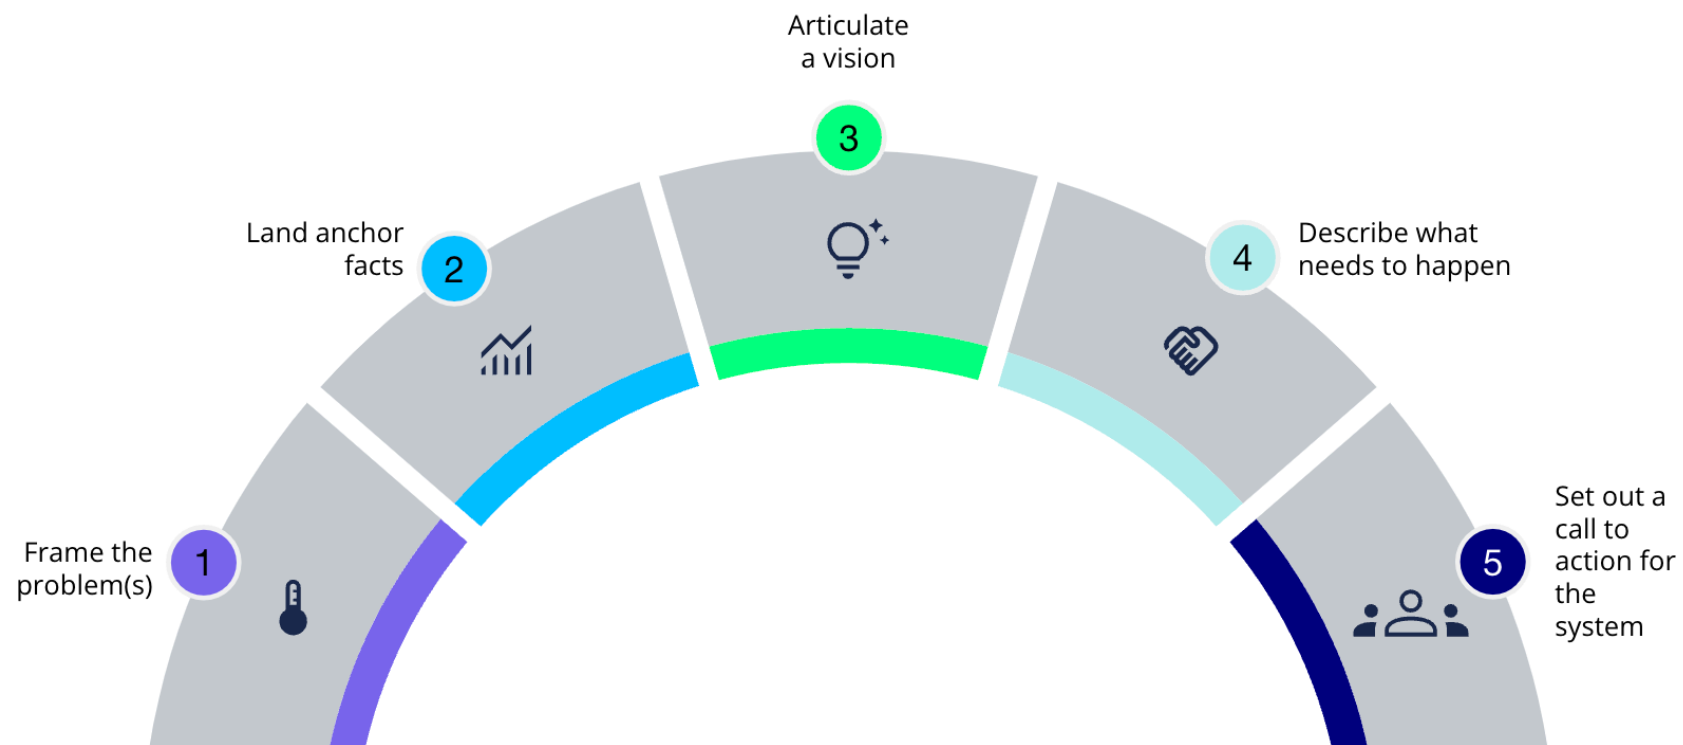 Articulate
a vision
3
Land anchor
facts
2
4
Describe what
needs to happen
Frame the
problem(s)
1
5
Set out a
call to
action for
the
system